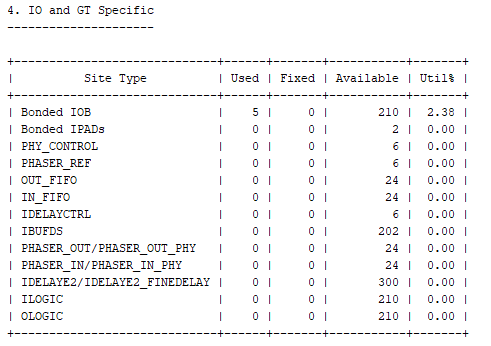 4. IO and GT Specific
---------------------

+-----------------------------+------+-------+-----------+-------+
|          Site Type          | Used | Fixed | Available | Util% |
+-----------------------------+------+-------+-----------+-------+
| Bonded IOB                  |    5 |     0 |       210 |  2.38 |
| Bonded IPADs                |    0 |     0 |         2 |  0.00 |
| PHY_CONTROL                 |    0 |     0 |         6 |  0.00 |
| PHASER_REF                  |    0 |     0 |         6 |  0.00 |
| OUT_FIFO                    |    0 |     0 |        24 |  0.00 |
| IN_FIFO                     |    0 |     0 |        24 |  0.00 |
| IDELAYCTRL                  |    0 |     0 |         6 |  0.00 |
| IBUFDS                      |    0 |     0 |       202 |  0.00 |
| PHASER_OUT/PHASER_OUT_PHY   |    0 |     0 |        24 |  0.00 |
| PHASER_IN/PHASER_IN_PHY     |    0 |     0 |        24 |  0.00 |
| IDELAYE2/IDELAYE2_FINEDELAY |    0 |     0 |       300 |  0.00 |
| ILOGIC                      |    0 |     0 |       210 |  0.00 |
| OLOGIC                      |    0 |     0 |       210 |  0.00 |
+-----------------------------+------+-------+-----------+-------+